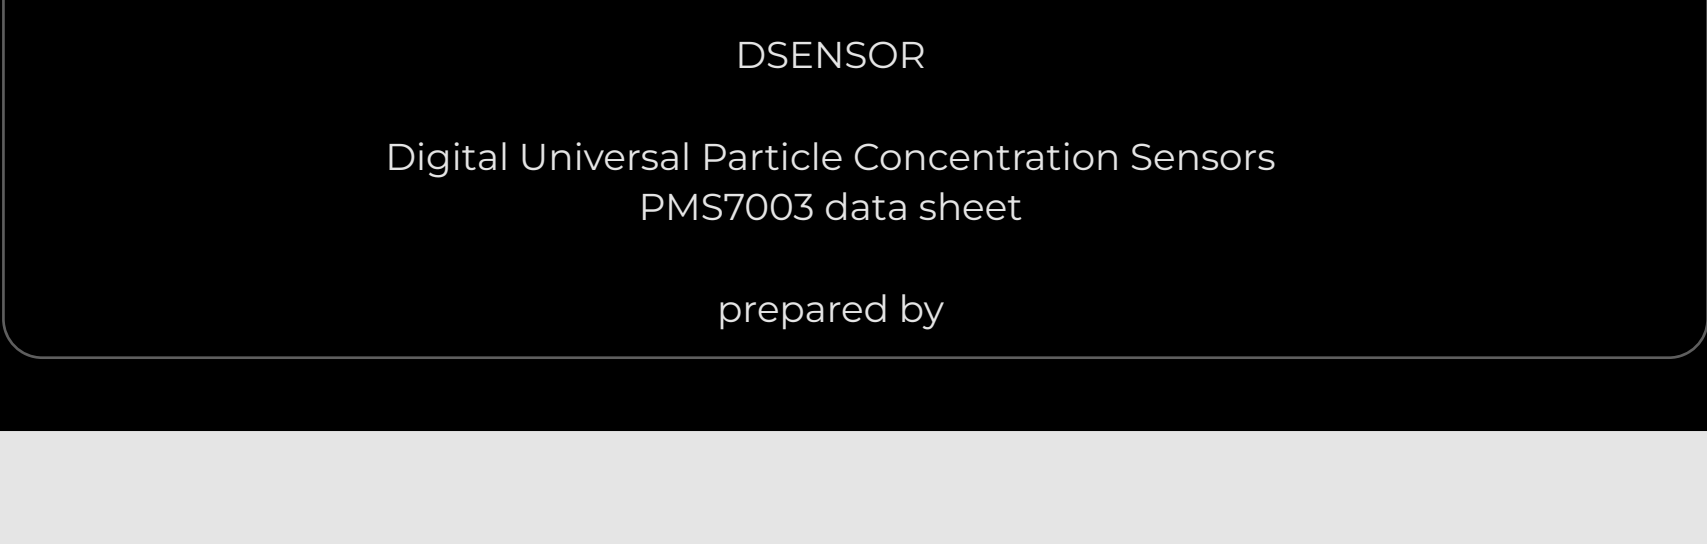 DSENSOR
Digital Universal Particle Concentration Sensors
PMS7003 data sheet
prepared by